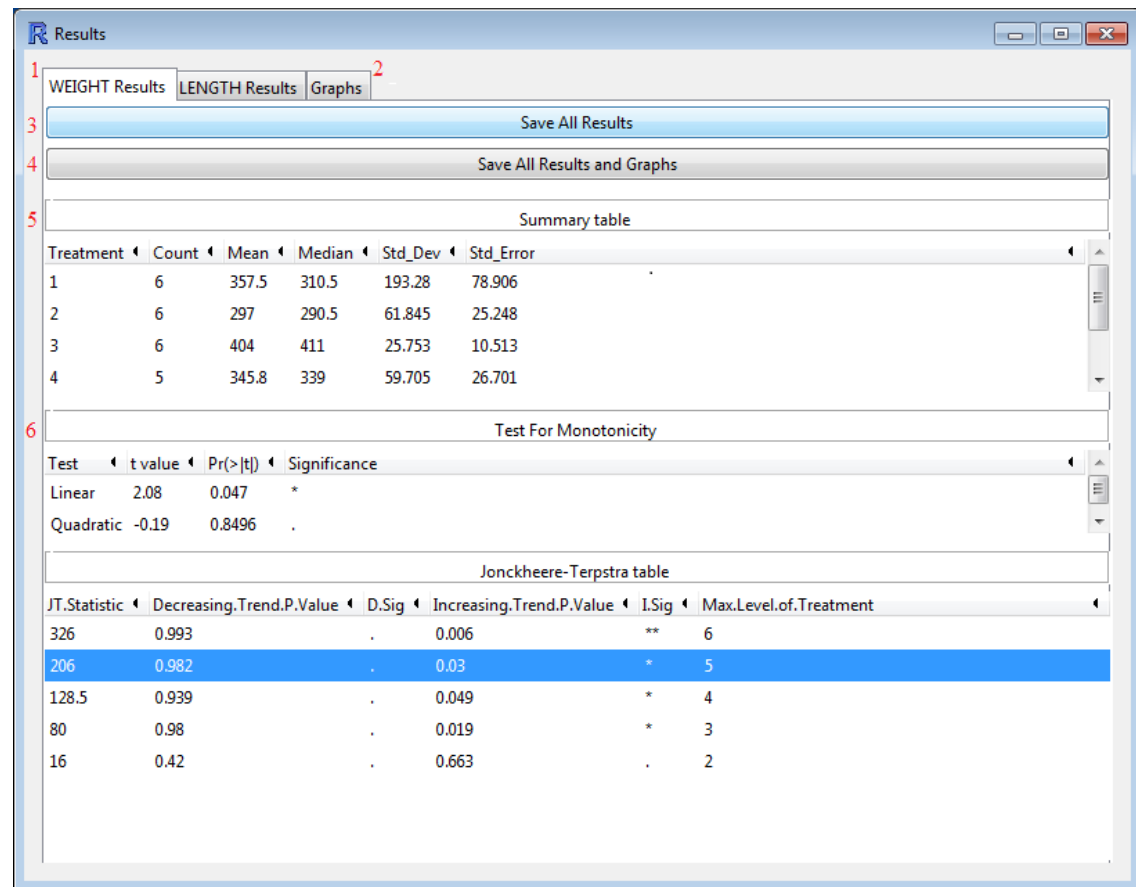 Results
1 WEIGHT Results LENGTH Results Graphs 2
3 Save All Results
4 Save All Results and Graphs
5 Summary table
Treatment Count Mean Median Std_Dev Std_Error
1 6 357.5 310.5 193.28 78.906
2 6 297 290.5 61.845 25.248
3 6 404 411 25.753 10.513
4 5 345.8 339 59.705 26.701
6 Test For Monotonicity
Test t value Pr(>|t|) Significance
Linear 2.08 0.047 *
Quadratic -0.19 0.8496 .
Jonckheere-Terpstra table
JT.Statistic Decreasing.Trend.P.Value D.Sig Increasing.Trend.P.Value I.Sig Max.Level.of.Treatment
326 0.993 . 0.006 ** 6
206 0.982 . 0.03 * 5
128.5 0.939 . 0.049 * 4
80 0.98 . 0.019 * 3
16 0.42 . 0.663 . 2